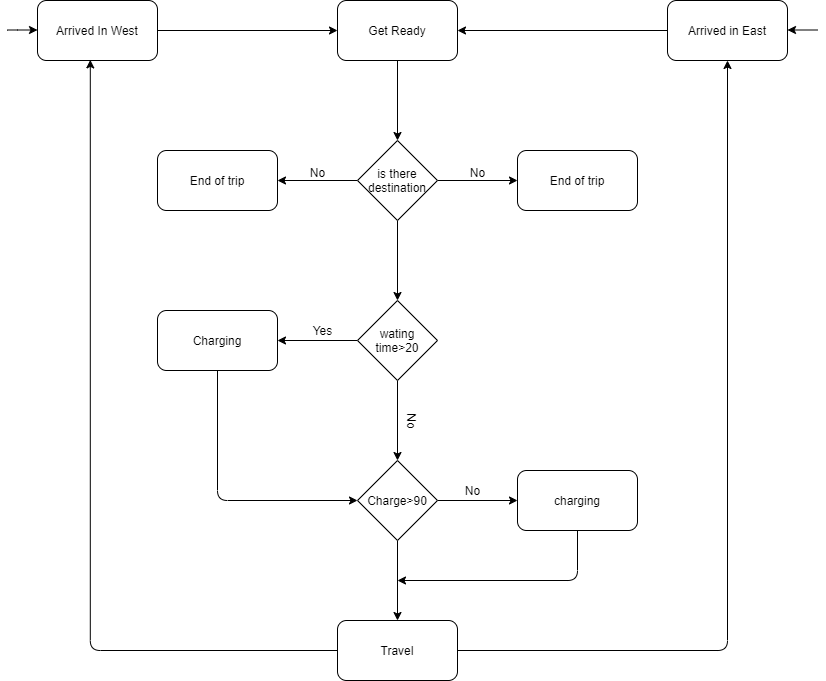 Arrived In West
Get Ready
Arrived in East
is there
destination
No
No
End of trip
End of trip
wating
time>20
Yes
Charging
No
Charge>90
No
charging
Travel